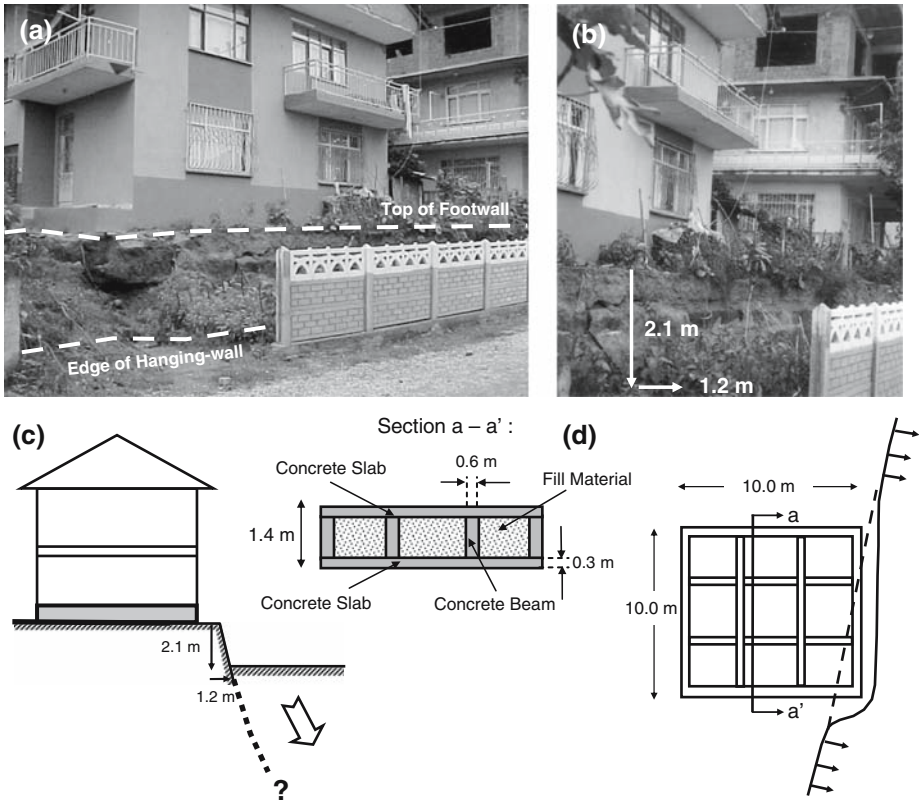 (a)
Top of Footwall
Edge of Hanging-wall
(b)
2.1 m
1.2 m
(c)
2.1 m
1.2 m
?
Section a – a' :
Concrete Slab
0.6 m
Fill Material
1.4 m
0.3 m
Concrete Slab
Concrete Beam
(d)
10.0 m
a
10.0 m
a'